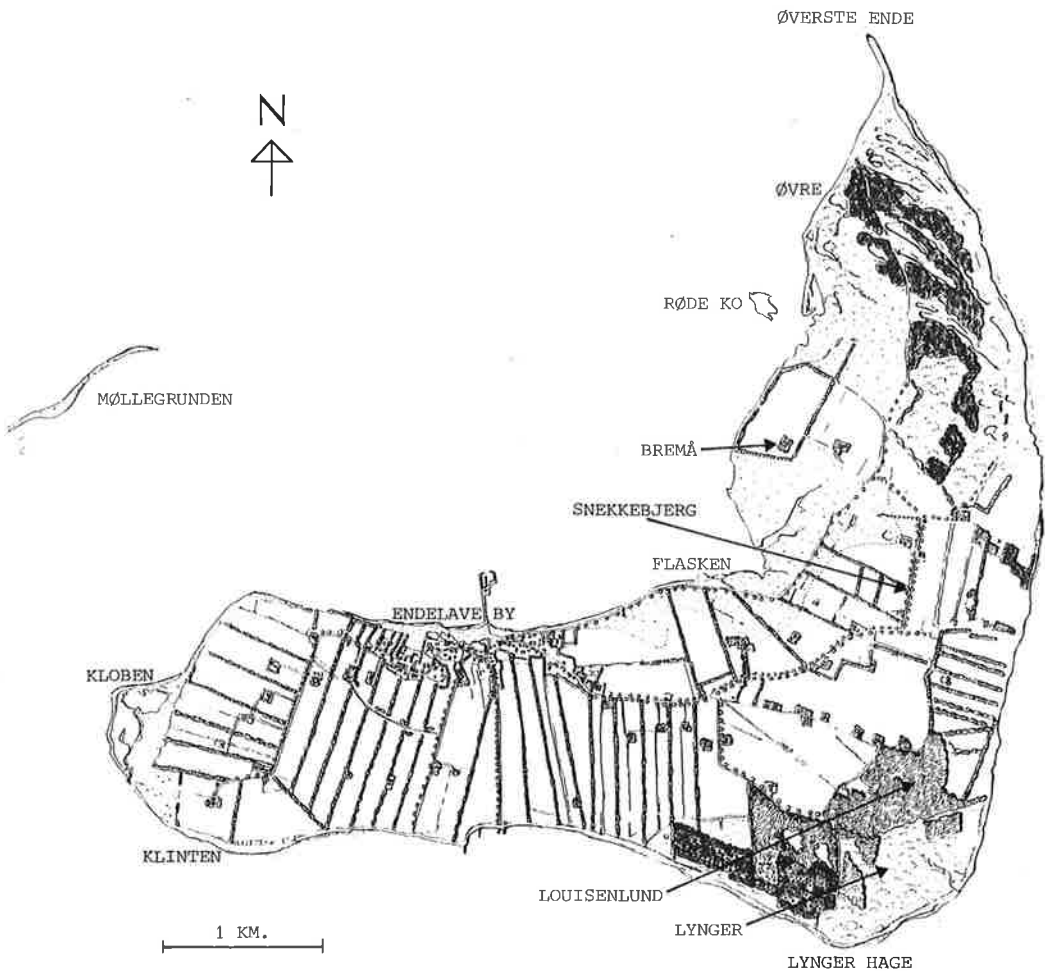 ØVERSTE ENDE
N
ØVRE
RØDE KO
MØLLEGRUNDEN
BREMÅ
SNEKKEBJERG
FLASKEN
ENDELAVE BY
KLOBEN
KLINTEN
LOUISENLUND
LYNGER
1 KM.
LYNGER HAGE